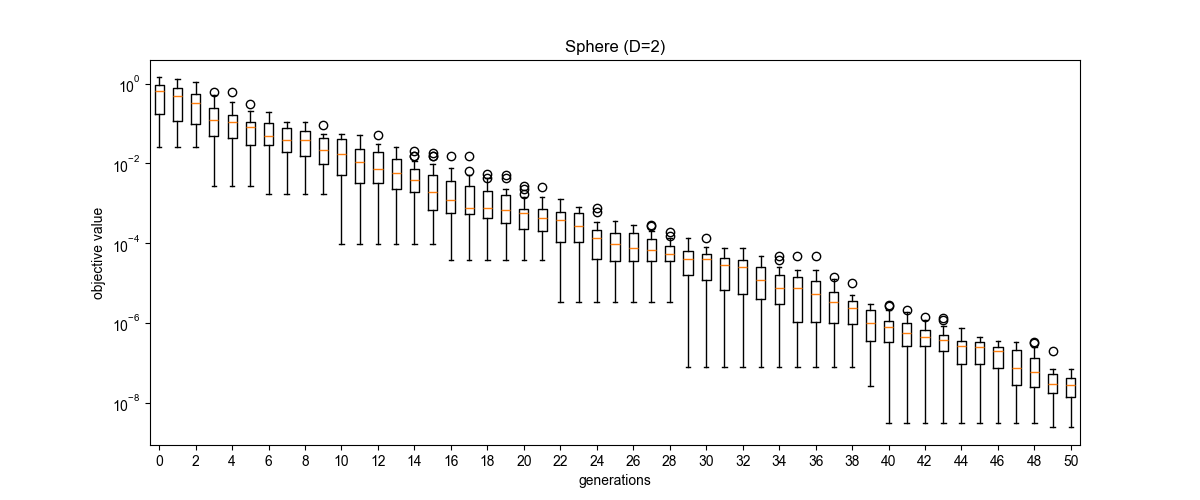 Sphere (D=2)
objective value
10⁰
10⁻²
10⁻⁴
10⁻⁶
10⁻⁸
0 2 4 6 8 10 12 14 16 18 20 22 24 26 28 30 32 34 36 38 40 42 44 46 48 50
generations